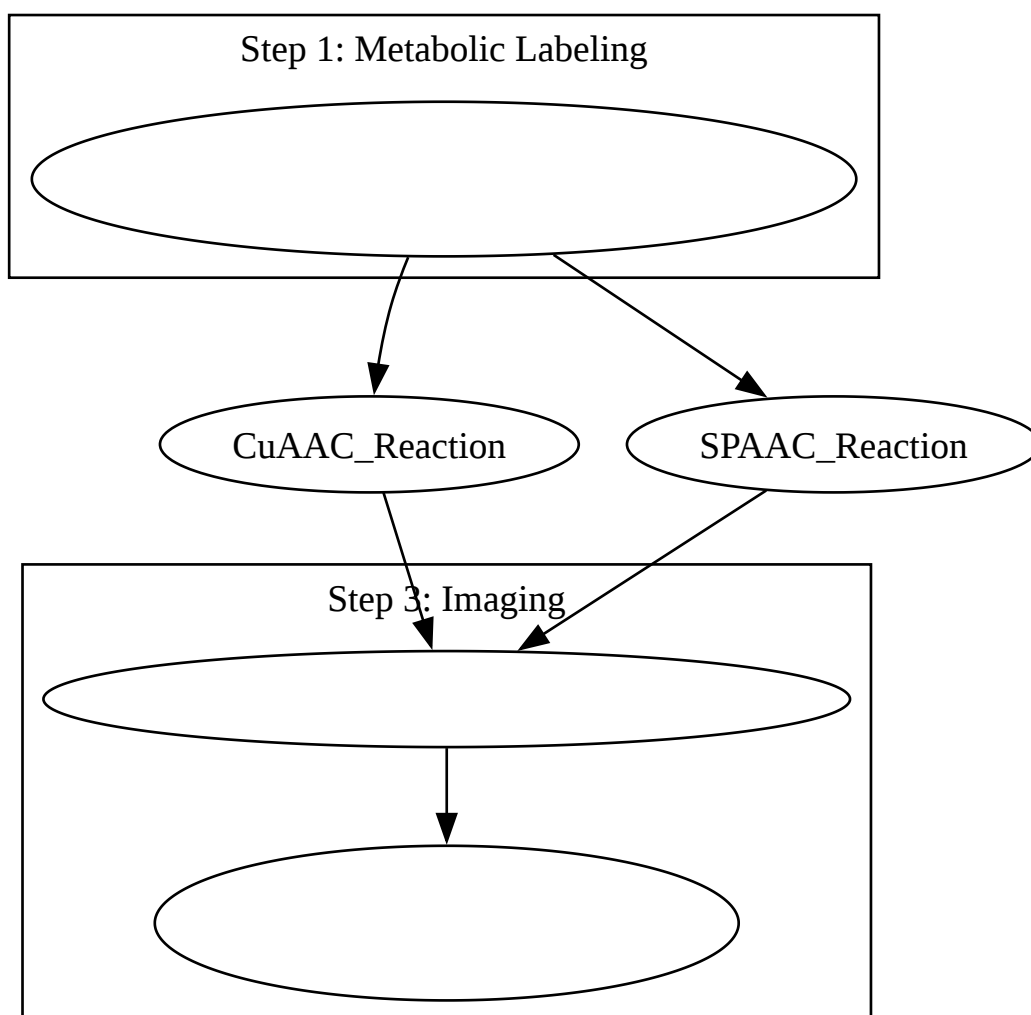 Step 1: Metabolic Labeling
CuAAC_Reaction
SPAAC_Reaction
Step 3: Imaging